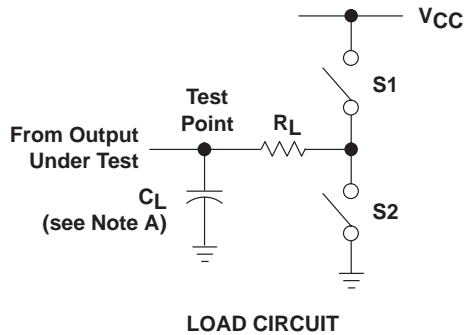 VCC
S1
Test
Point
RL
From Output
Under Test
CL
(see Note A)
S2
LOAD CIRCUIT